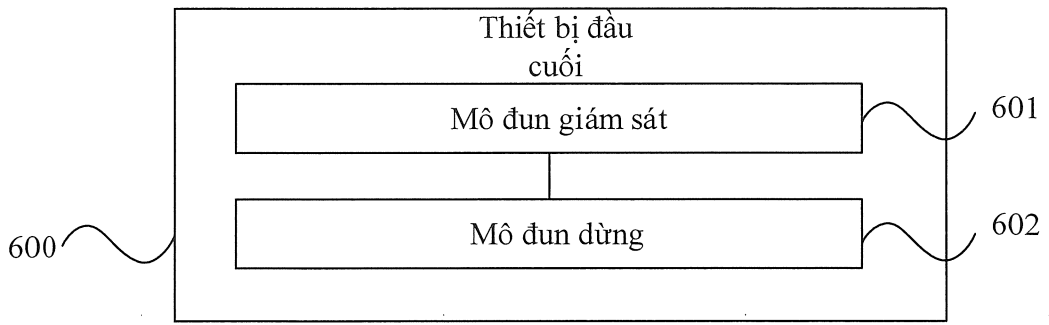 Thiết bị đầu
cuối
Mô đun giám sát
601
Mô đun dừng
602
600